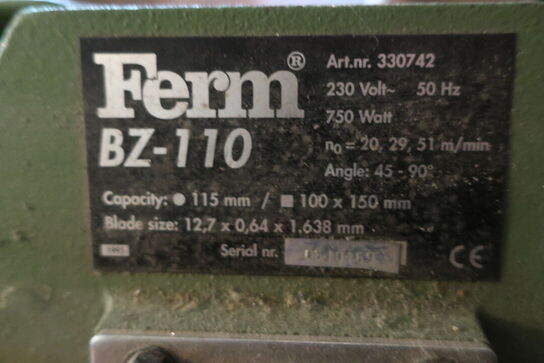 Ferm®
BZ-110
Art.nr. 330742
230 Volt~ 50 Hz
750 Watt
n₀ = 20, 29, 51 m/min
Angle: 45 - 90°
Capacity: ● 115 mm / ■ 100 x 150 mm
Blade size: 12,7 x 0,64 x 1.638 mm
Serial nr.
CE